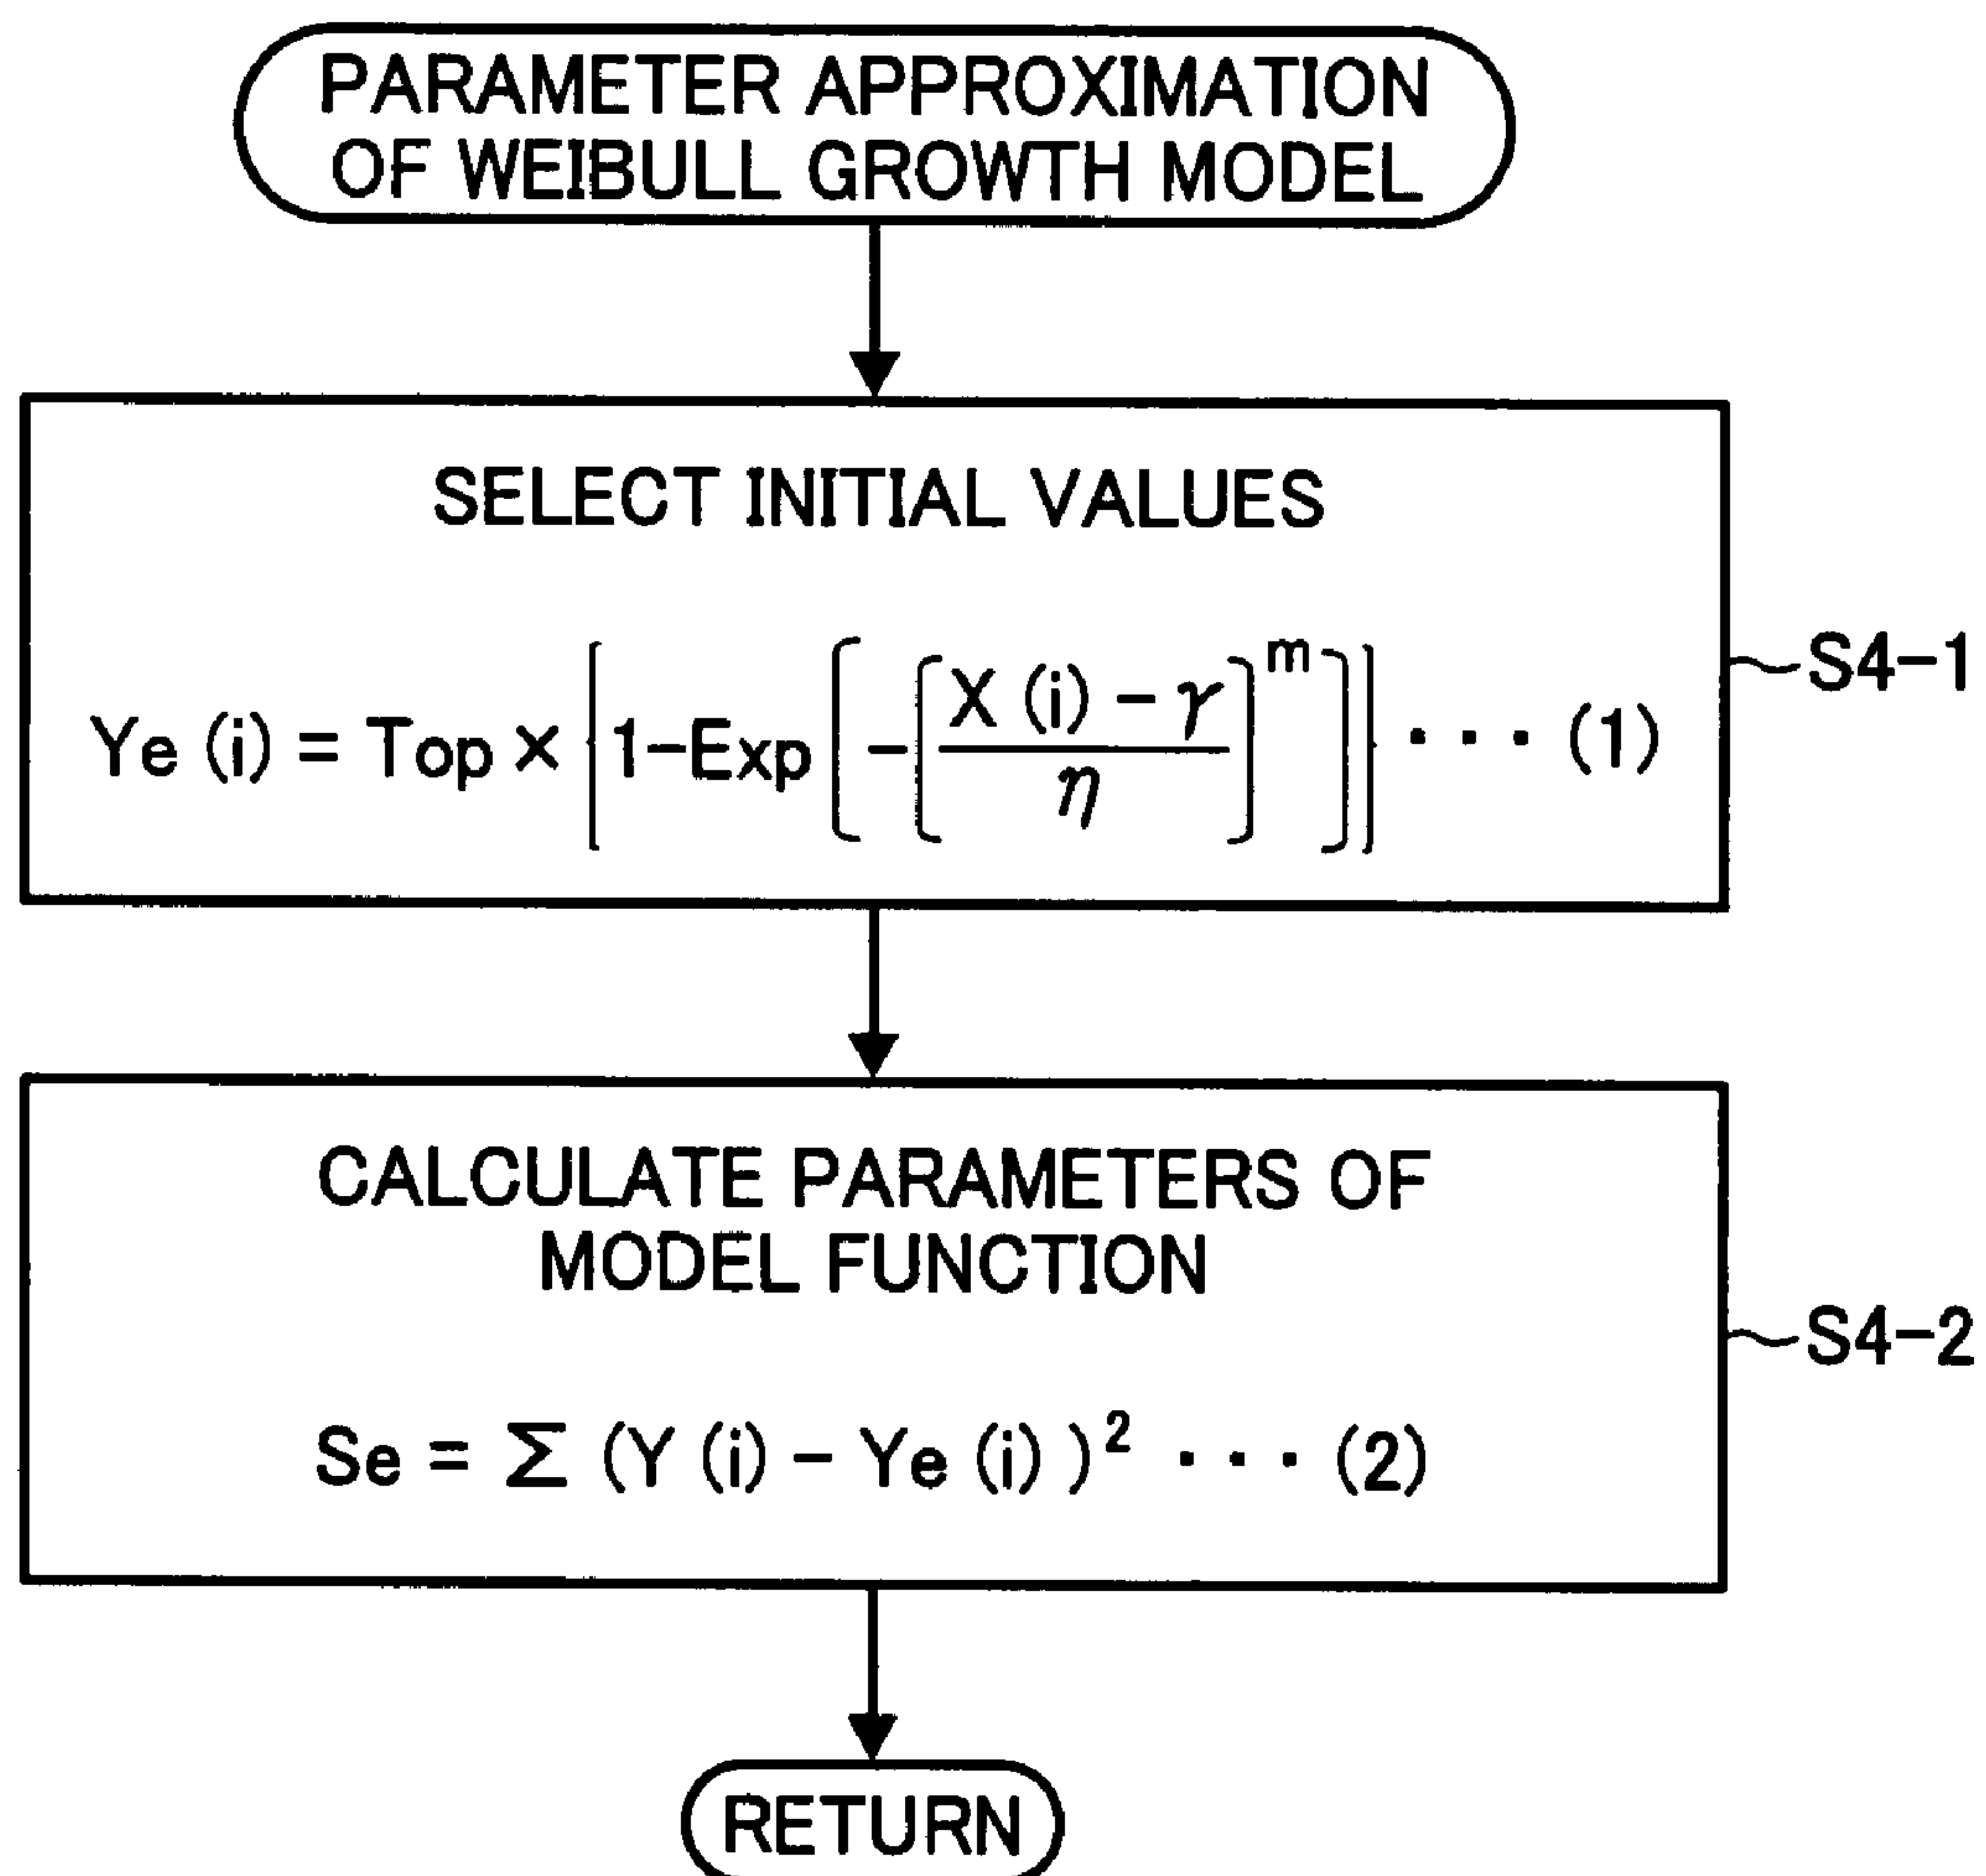 PARAMETER APPROXIMATION
OF WEIBULL GROWTH MODEL
SELECT INITIAL VALUES
Ye (i) = Top × {1-Exp[-[X (i) - γ / η]^m]} ··· (1)
S4-1
CALCULATE PARAMETERS OF
MODEL FUNCTION
Se = Σ (Y (i) - Ye (i) )² ··· (2)
S4-2
RETURN